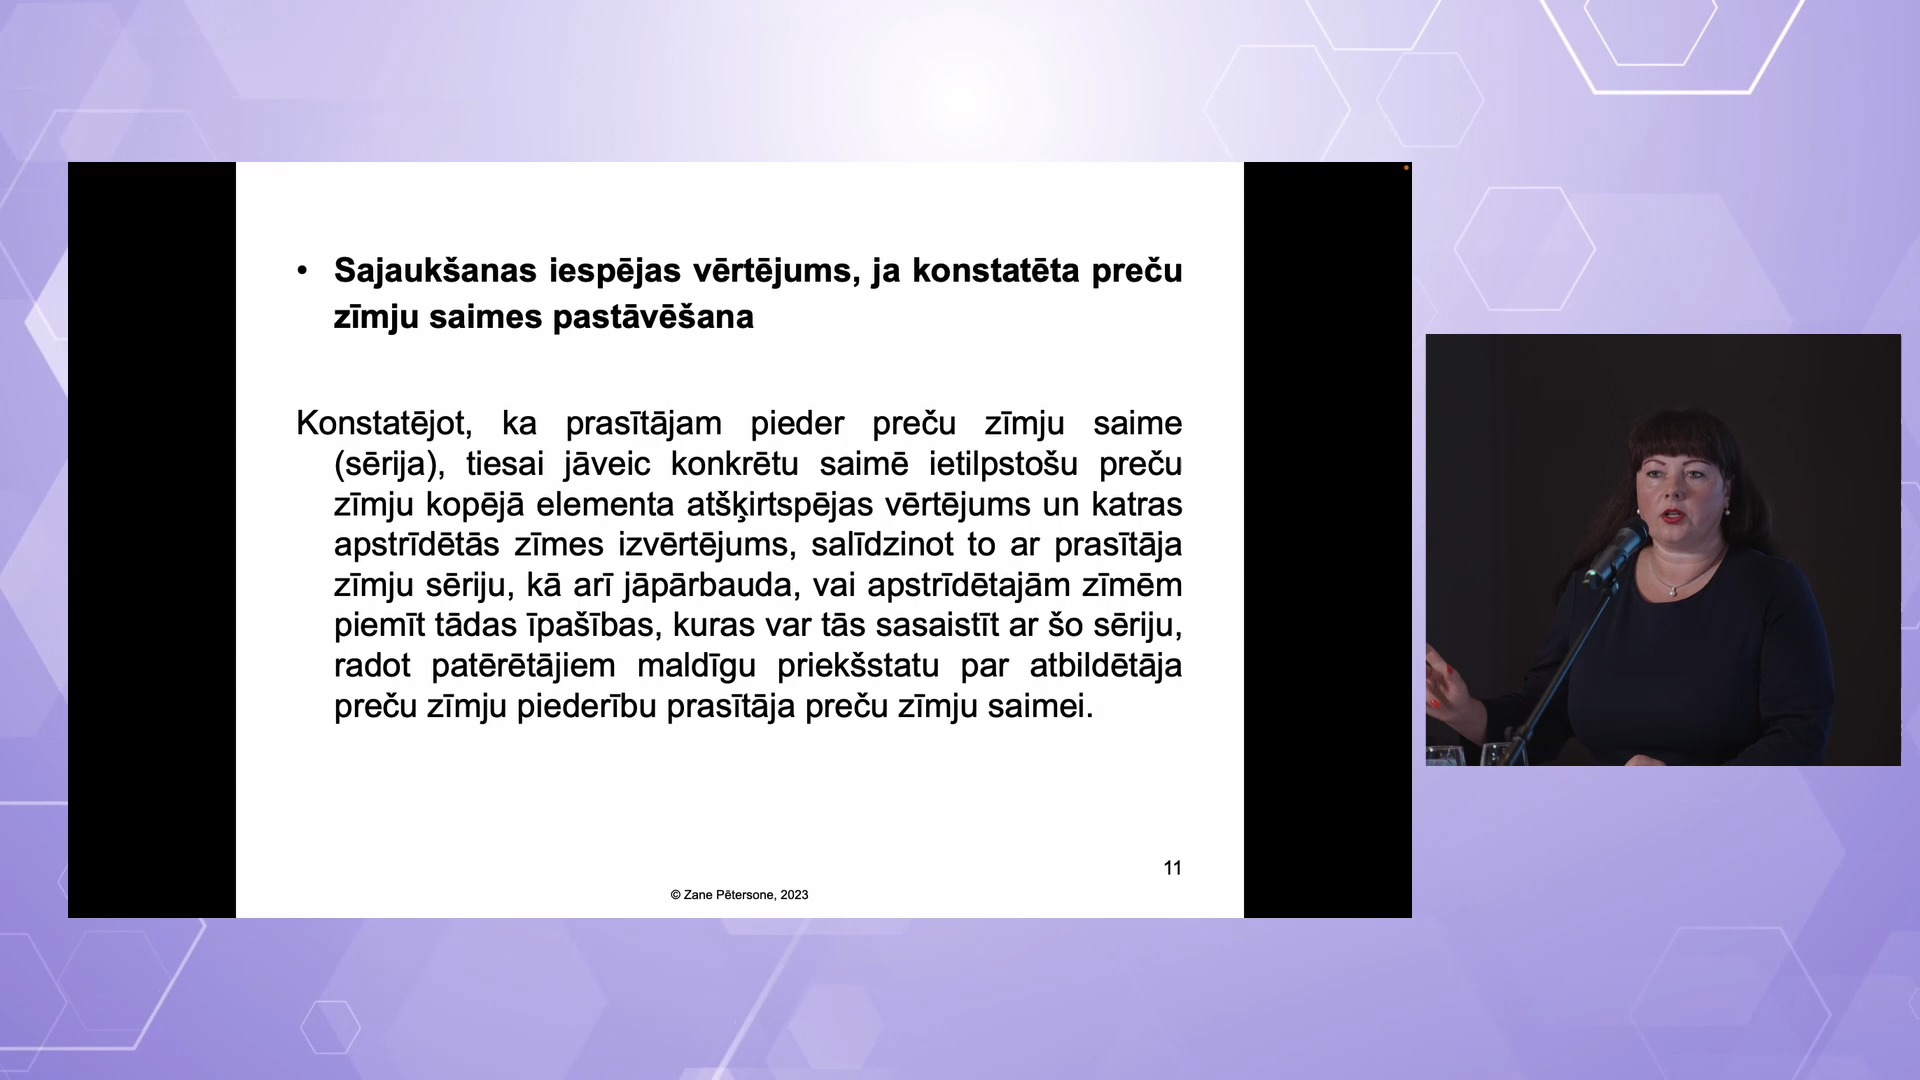 • Sajaukšanas iespējas vērtējums, ja konstatēta preču
zīmju saimes pastāvēšana
Konstatējot, ka prasītājam pieder preču zīmju saime
(sērija), tiesai jāveic konkrētu saimē ietilpstošu preču
zīmju kopējā elementa atšķirtspējas vērtējums un katras
apstrīdētās zīmes izvērtējums, salīdzinot to ar prasītāja
zīmju sēriju, kā arī jāpārbauda, vai apstrīdētajām zīmēm
piemīt tādas īpašības, kuras var tās sasaistīt ar šo sēriju,
radot patērētājiem maldīgu priekšstatu par atbildētāja
preču zīmju piederību prasītāja preču zīmju saimei.
11
© Zane Pētersone, 2023